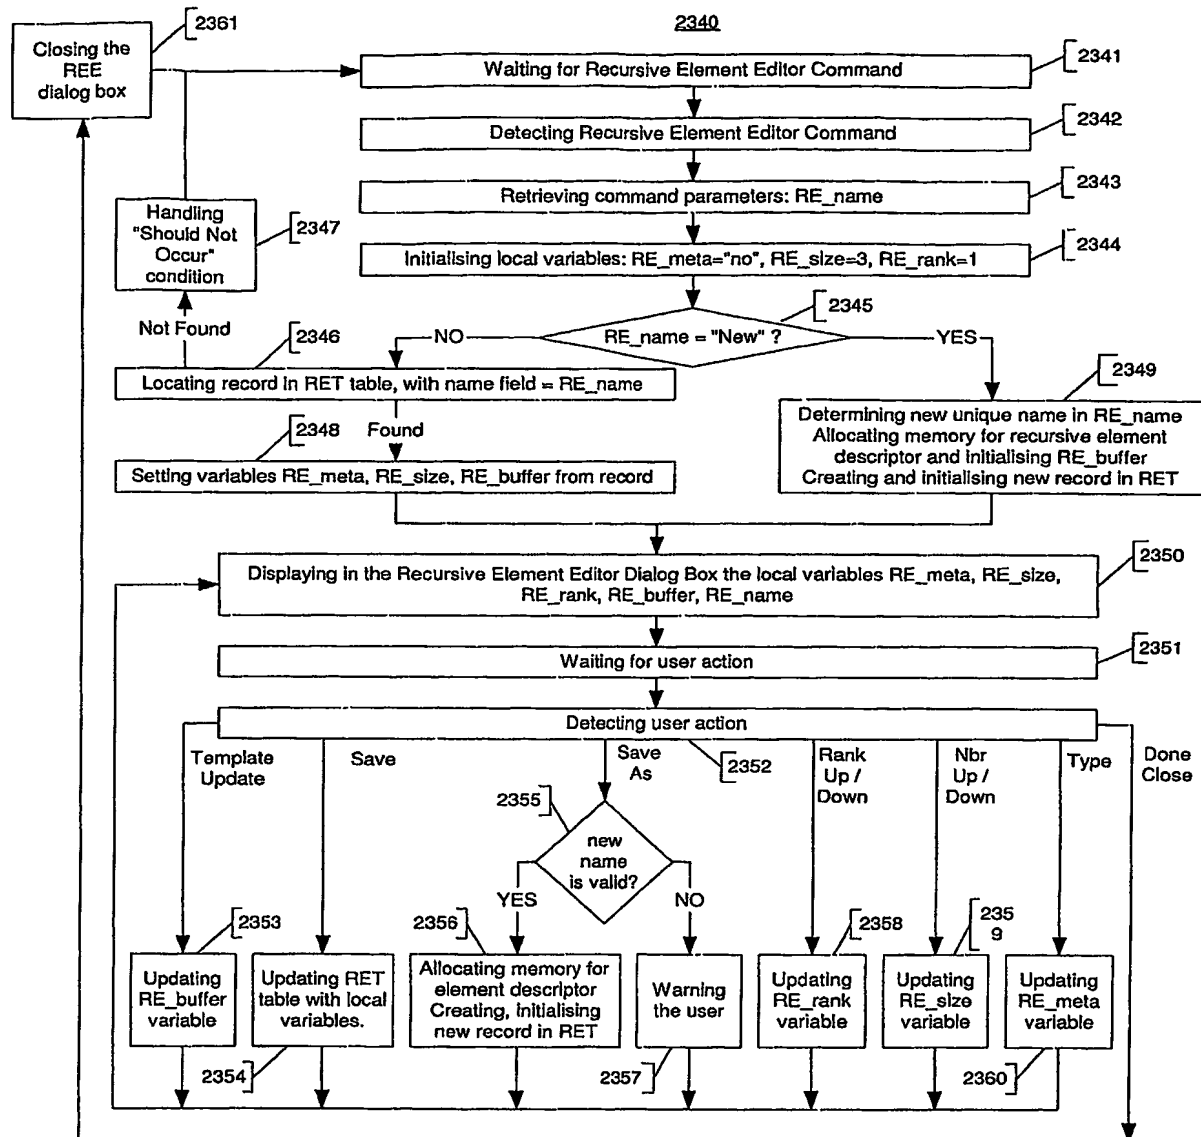 2340
2361
Closing the
REE
dialog box
Waiting for Recursive Element Editor Command
2341
Detecting Recursive Element Editor Command
2342
Retrieving command parameters: RE_name
2343
Initialising local variables: RE_meta="no", RE_size=3, RE_rank=1
2344
Handling
"Should Not
Occur"
condition
2347
Not Found
2345
RE_name = "New" ?
NO
YES
2346
Locating record in RET table, with name field = RE_name
2348
Found
Setting variables RE_meta, RE_size, RE_buffer from record
2349
Determining new unique name in RE_name
Allocating memory for recursive element
descriptor and initialising RE_buffer
Creating and initialising new record in RET
2350
Displaying in the Recursive Element Editor Dialog Box the local variables RE_meta, RE_size,
RE_rank, RE_buffer, RE_name
Waiting for user action
2351
Detecting user action
2352
Template
Update
Save
Save
As
Rank
Up /
Down
Nbr
Up /
Down
Type
Done
Close
2355
new
name
is valid?
YES
NO
2353
Updating
RE_buffer
variable
2354
Updating RET
table with local
variables.
2356
Allocating memory for
element descriptor
Creating, initialising
new record in RET
Warning
the user
2357
2358
Updating
RE_rank
variable
235
9
Updating
RE_size
variable
Updating
RE_meta
variable
2360